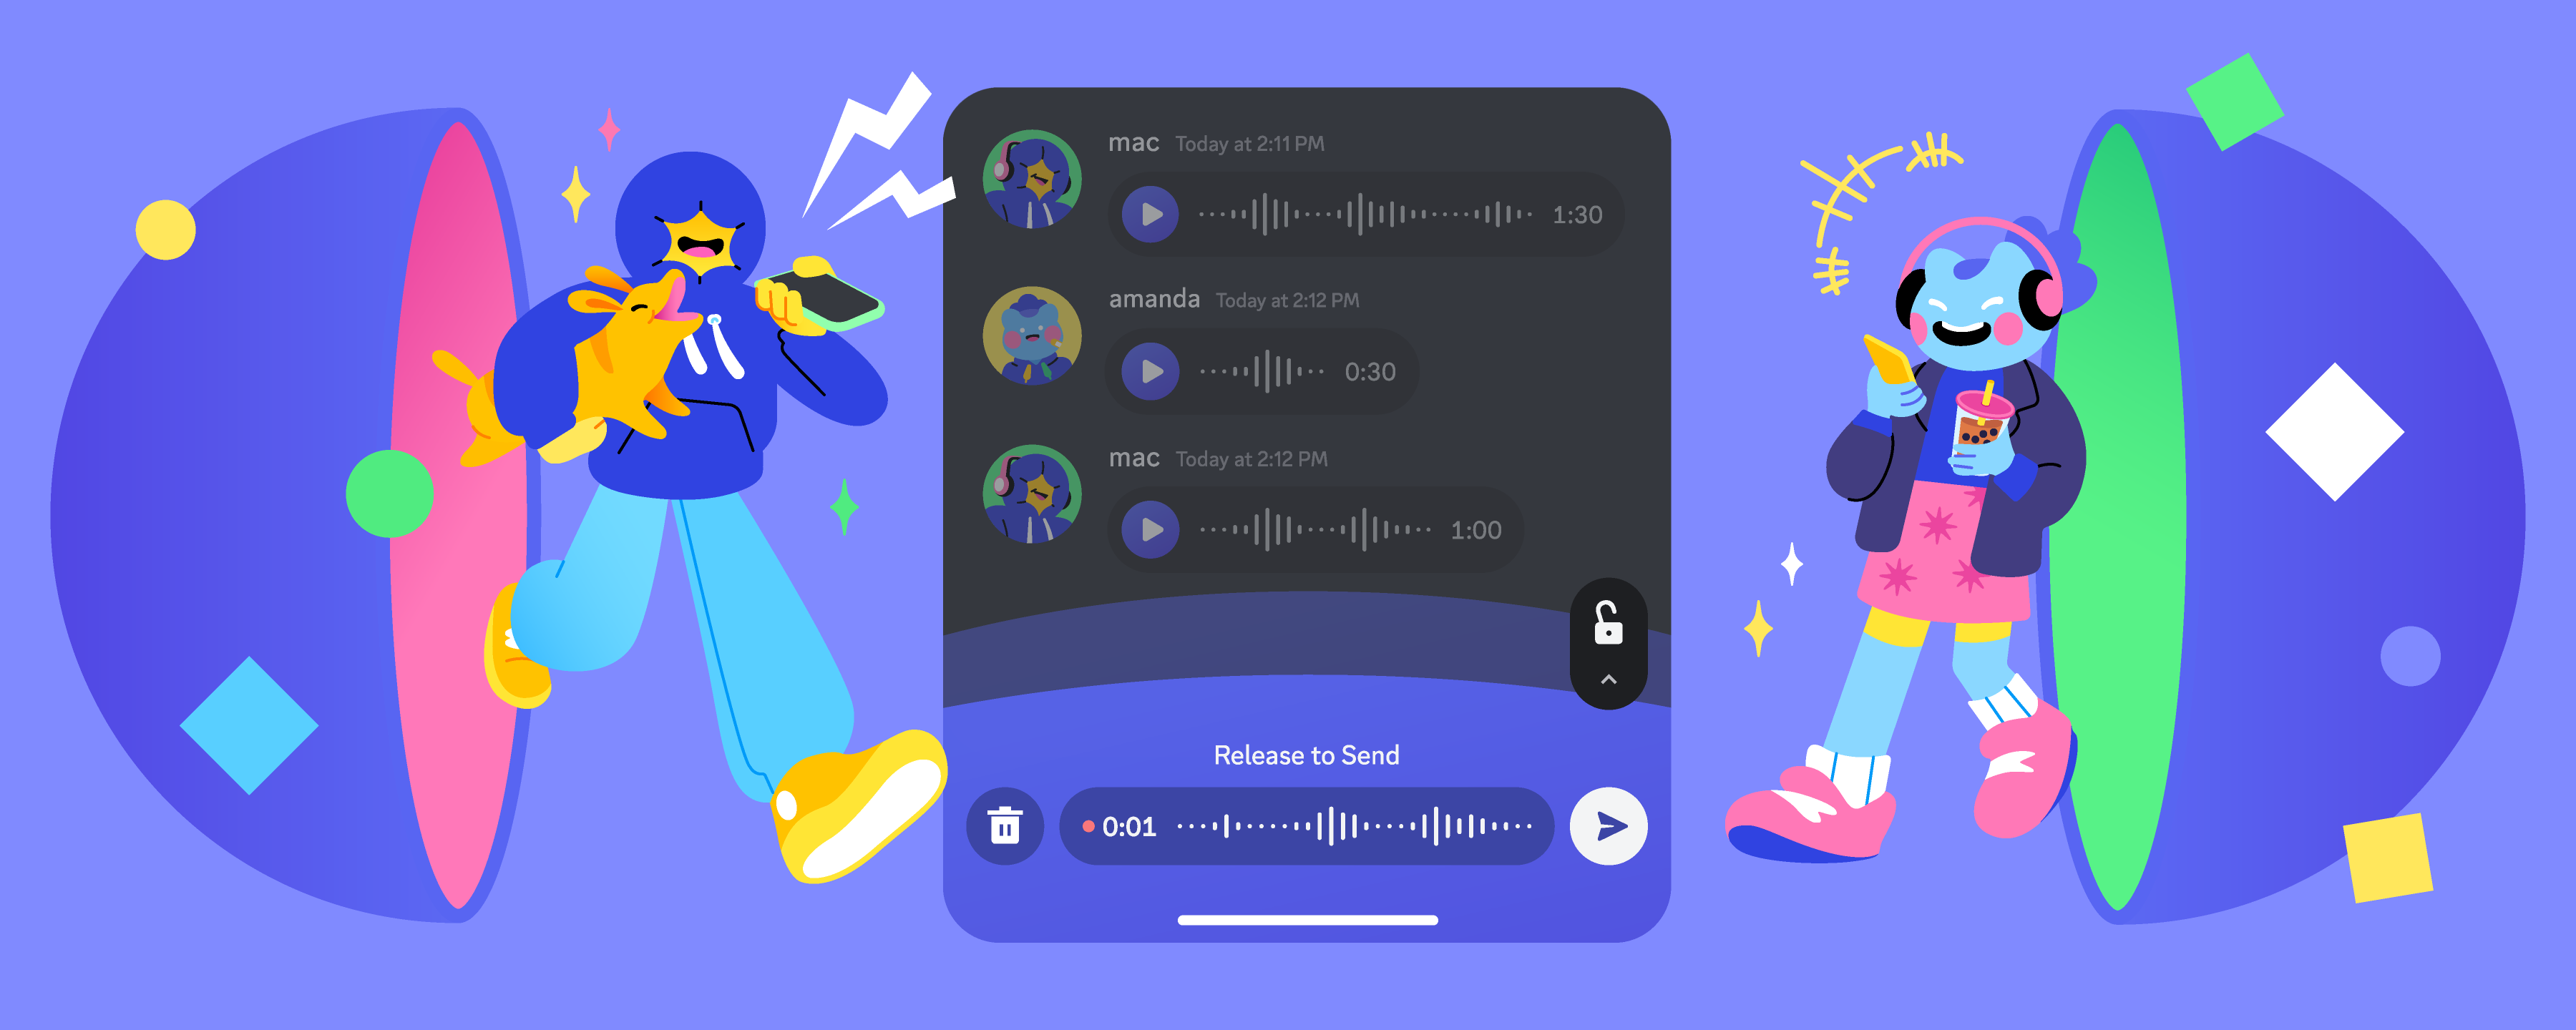 mac Today at 2:11 PM
1:30
amanda Today at 2:12 PM
0:30
mac Today at 2:12 PM
1:00
Release to Send
0:01